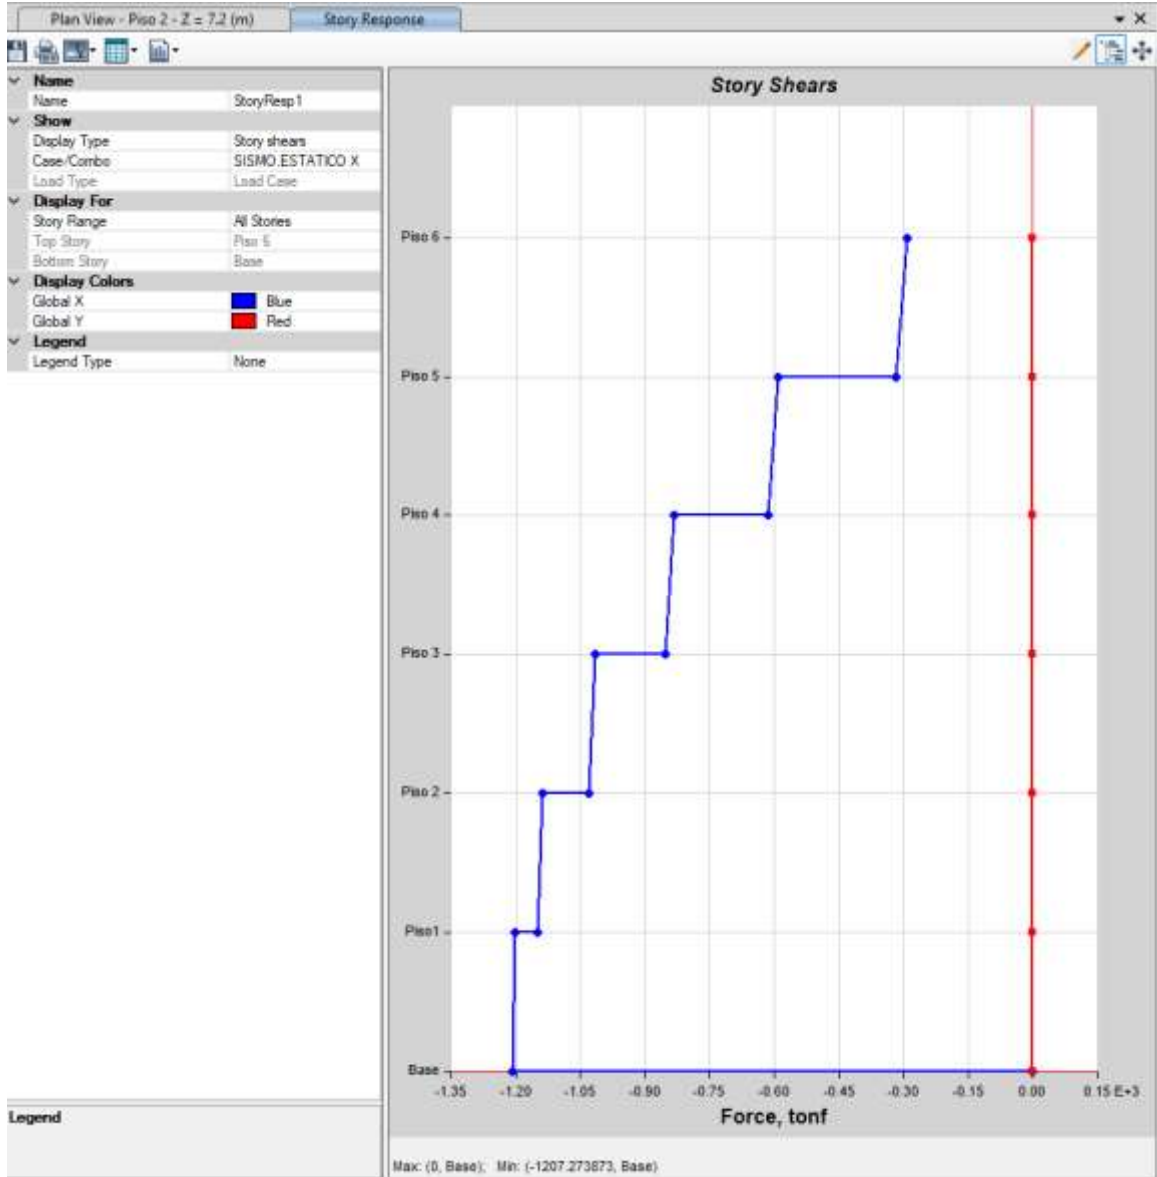 Plan View - Piso 2 - Z = 7.2 (m)
Story Response
Name
Name StoryResp1
Show
Display Type Story shears
Case/Combo SISMO.ESTATICO X
Load Type Load Case
Display For
Story Range All Stories
Top Story Piso 6
Bottom Story Base
Display Colors
Global X Blue
Global Y Red
Legend
Legend Type None
Legend
Story Shears
Piso 6
Piso 5
Piso 4
Piso 3
Piso 2
Piso1
Base
-1.35 -1.20 -1.05 -0.90 -0.75 -0.60 -0.45 -0.30 -0.15 0.00 0.15 E+3
Force, tonf
Max: (0, Base); Min: (-1207.273873, Base)